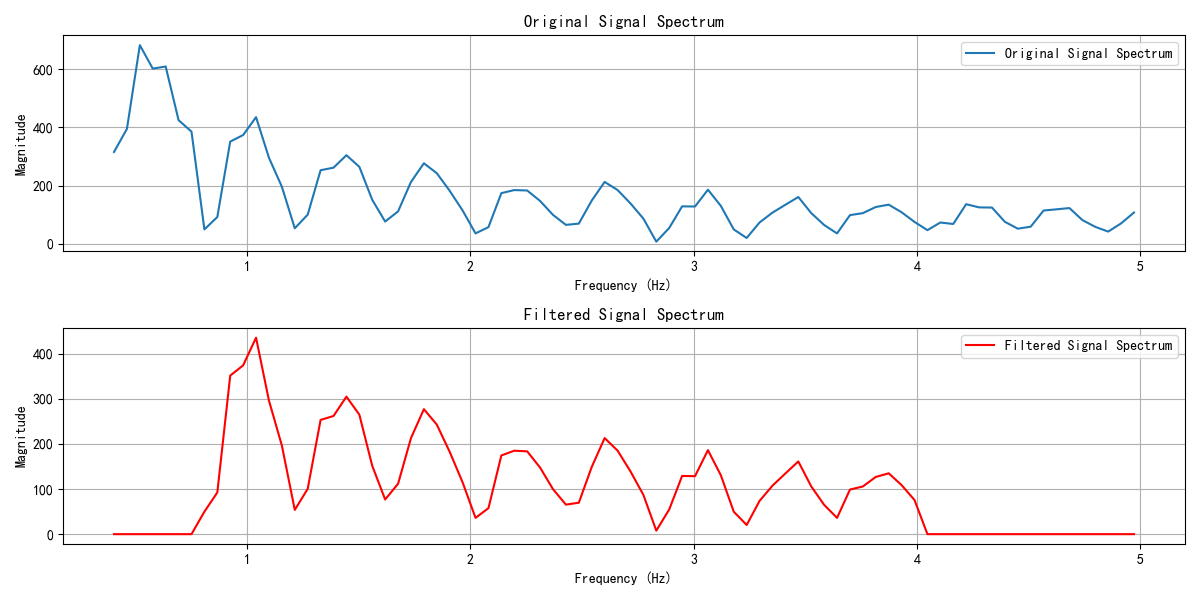 Original Signal Spectrum
Original Signal Spectrum
600
400
200
0
Magnitude
1 2 3 4 5
Frequency (Hz)
Filtered Signal Spectrum
Filtered Signal Spectrum
400
300
200
100
0
Magnitude
1 2 3 4 5
Frequency (Hz)